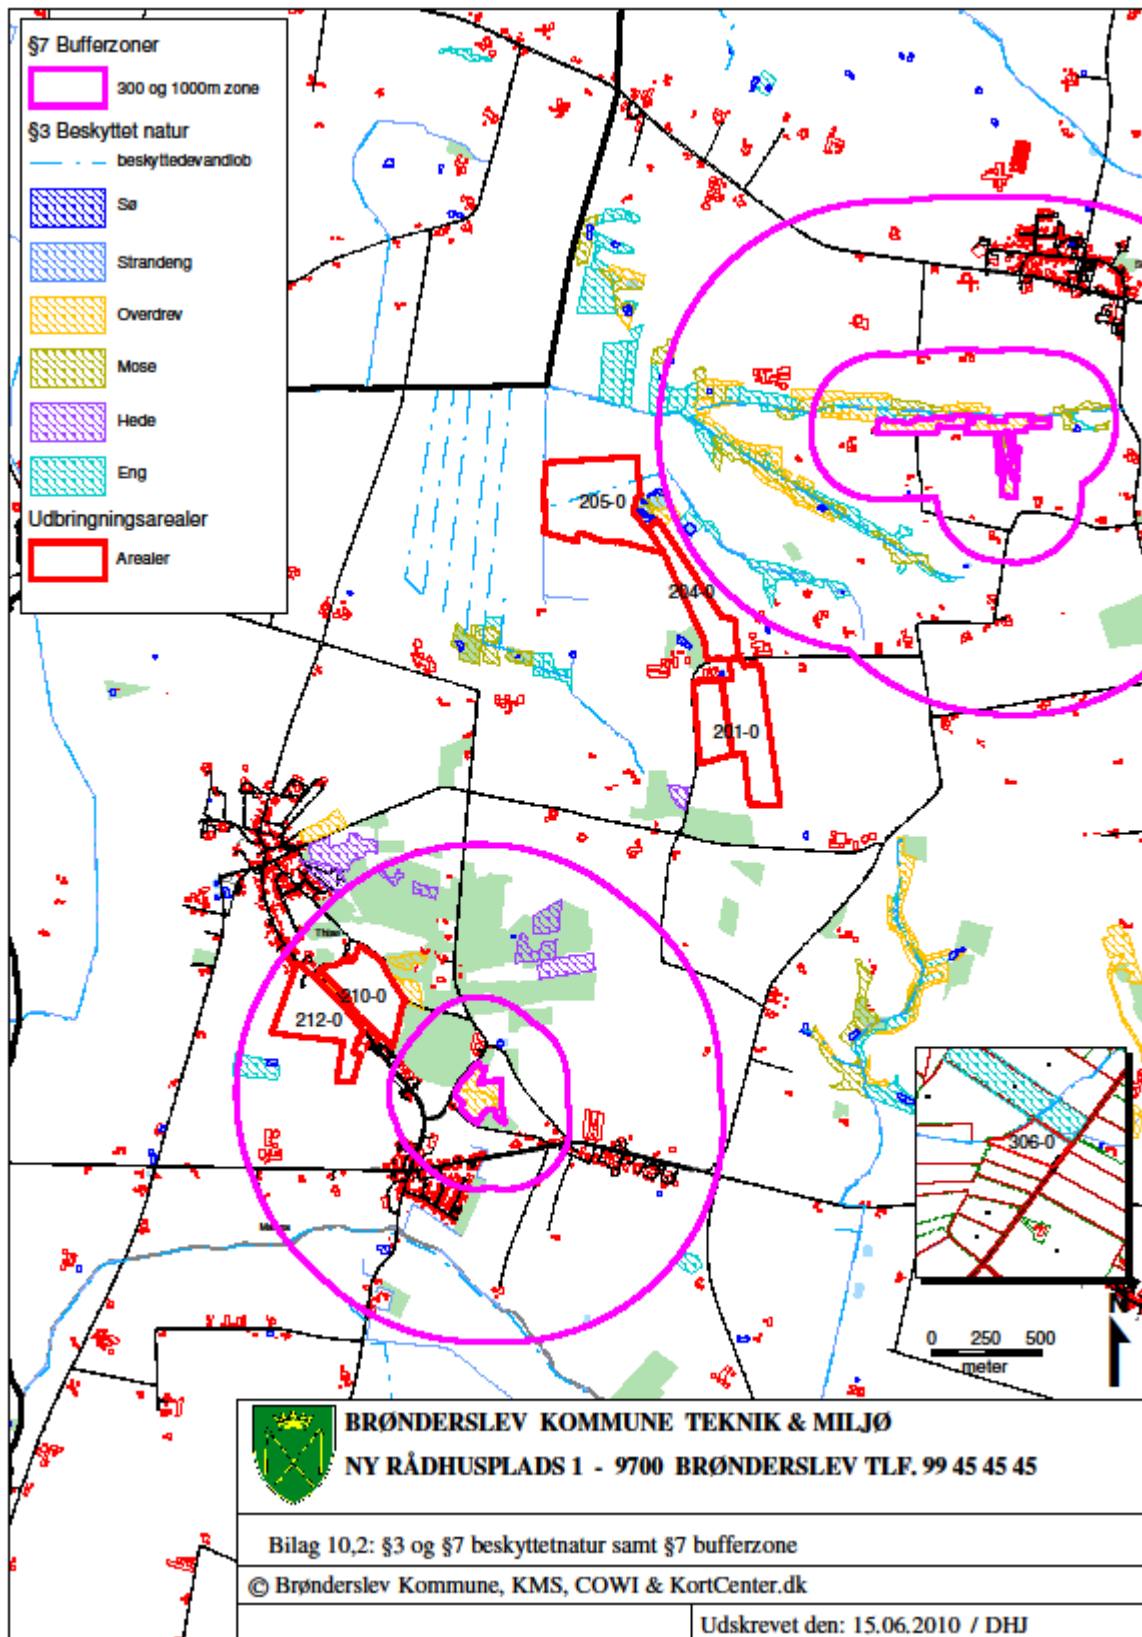 §7 Bufferzoner
300 og 1000m zone
§3 Beskyttet natur
beskyttedevandlob
Sø
Strandeng
Overdrev
Mose
Hede
Eng
Udbringningsarealer
Arealer
205-0
204-0
201-0
210-0
212-0
306-0
N
0 250 500
meter
BRØNDERSLEV KOMMUNE TEKNIK & MILJØ
NY RÅDHUSPLADS 1 - 9700 BRØNDERSLEV TLF. 99 45 45 45
Bilag 10,2: §3 og §7 beskyttetnatur samt §7 bufferzone
© Brønderslev Kommune, KMS, COWI & KortCenter.dk
Udskrevet den: 15.06.2010 / DHJ